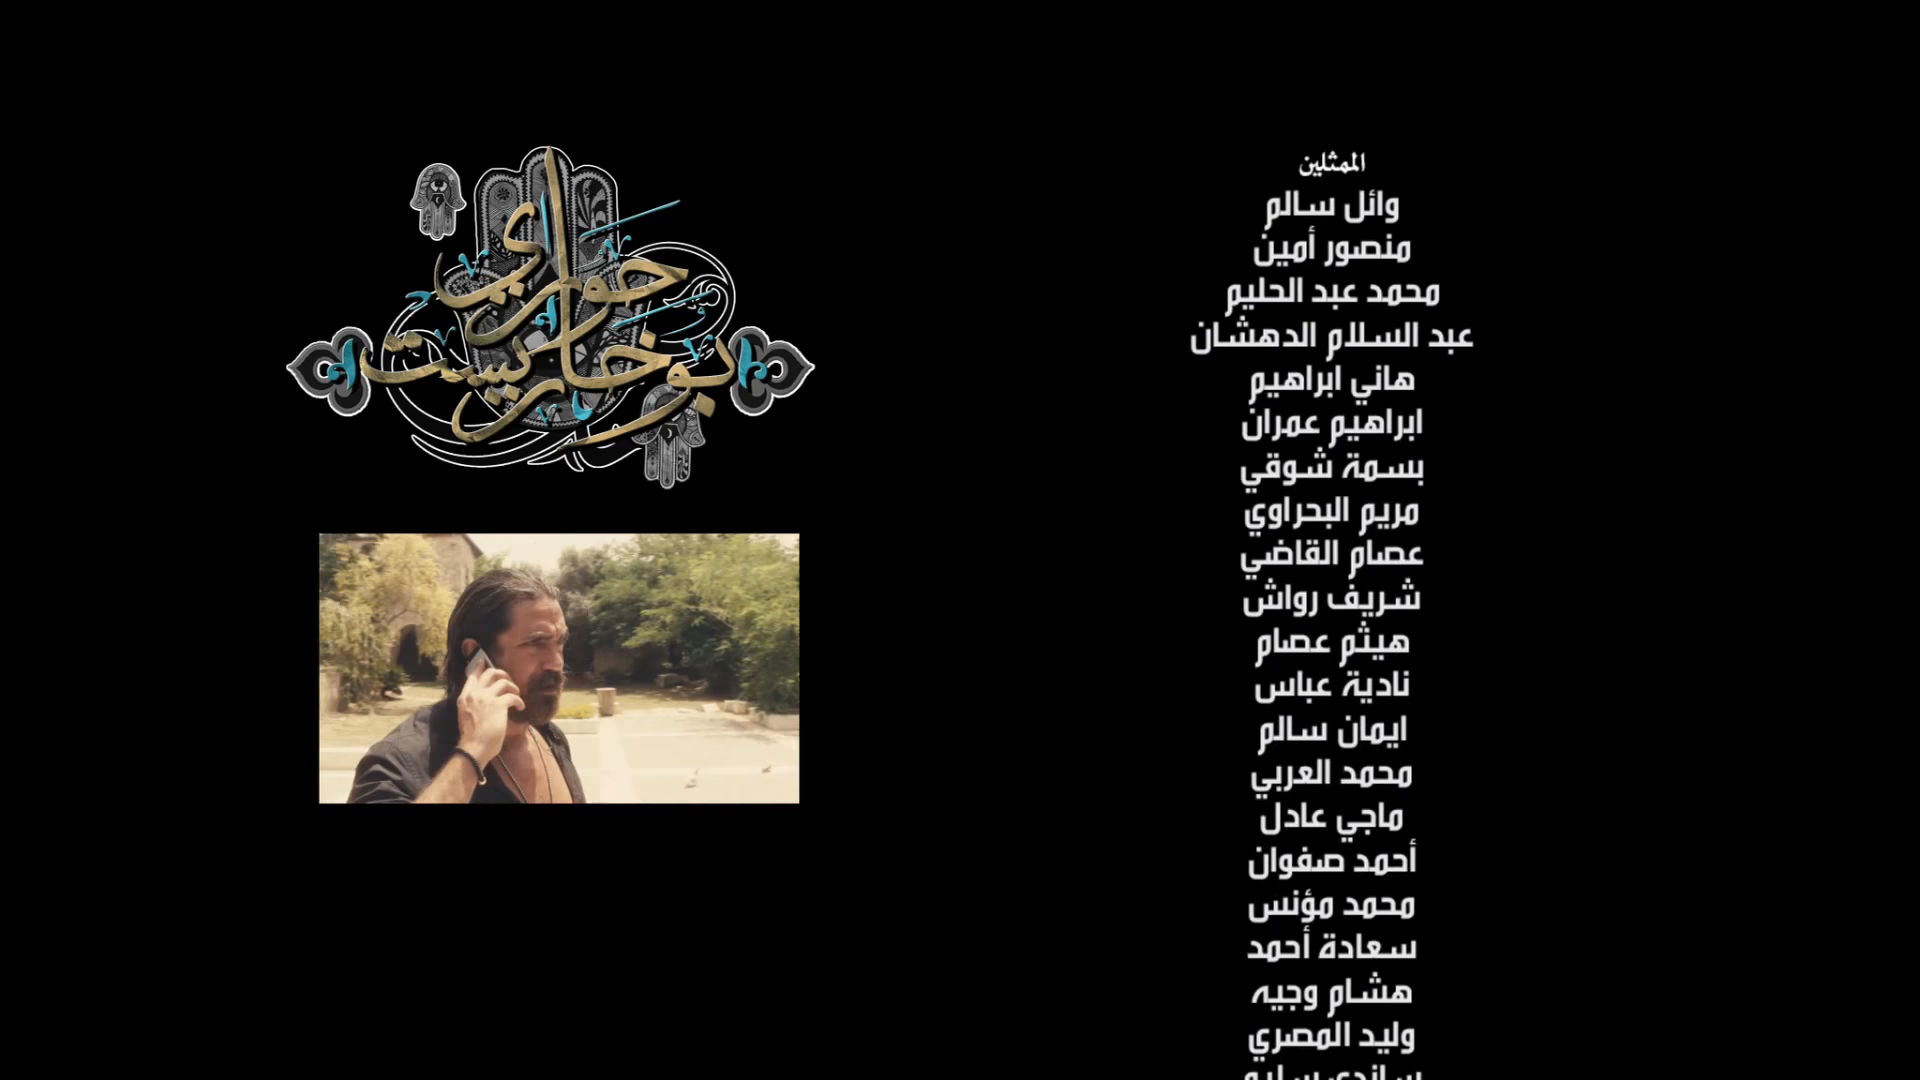 جواري
بوخاريست
الممثلين
وائل سالم
منصور أمين
محمد عبد الحليم
عبد السلام الدهشان
هاني ابراهيم
ابراهيم عمران
بسمة شوقي
مريم البحراوي
عصام القاضي
شريف رواش
هيثم عصام
نادية عباس
ايمان سالم
محمد العربي
ماجي عادل
أحمد صفوان
محمد مؤنس
سعادة أحمد
هشام وجيه
وليد المصري